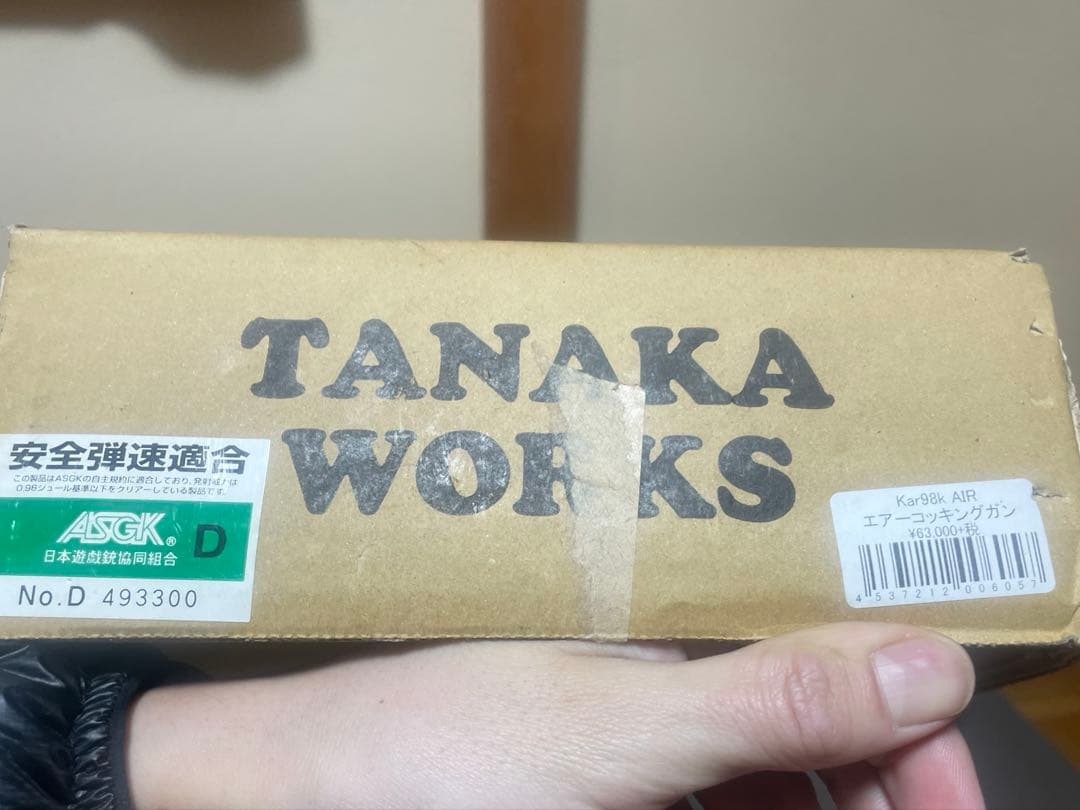 TANAKA
WORKS
安全弾速適合
この製品はASGKの自主規約に適合しており、発射威力は
0.98ジュール基準以下をクリアーしている製品です。
ASGK® D
日本遊戯銃協同組合
No.D 493300
Kar98k AIR
エアーコッキングガン
¥63,000+税
4537212006057